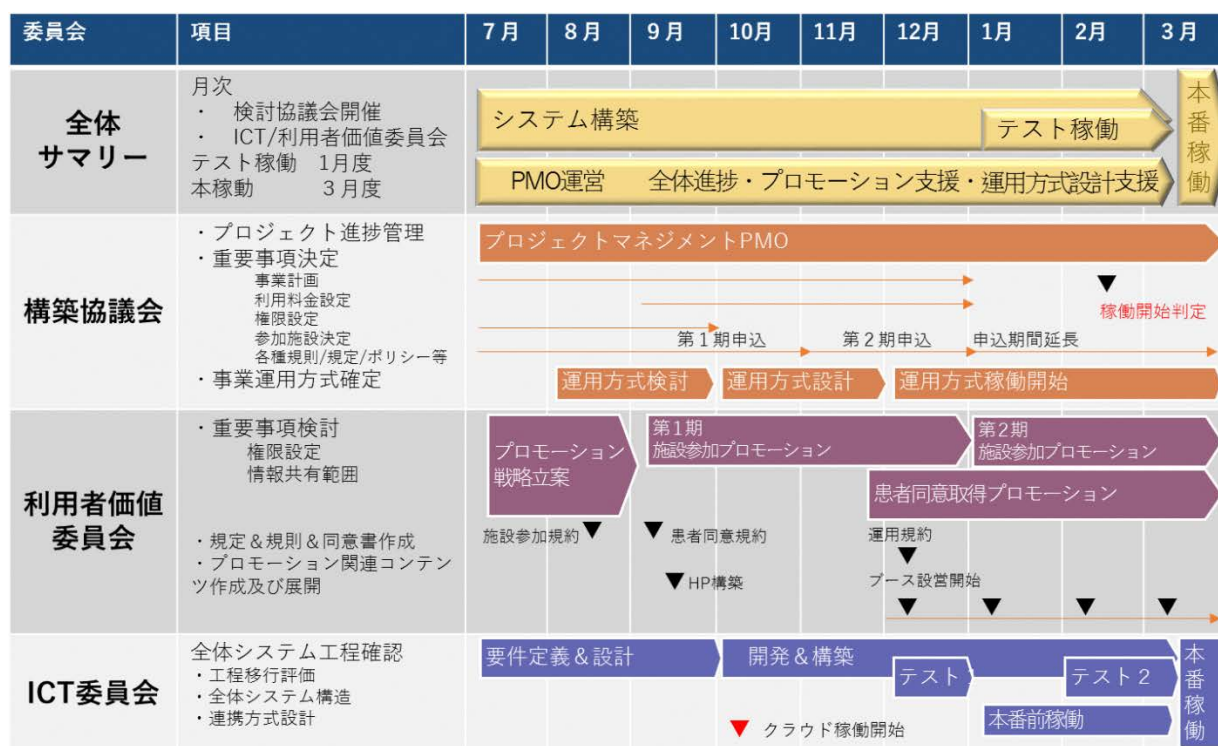 委員会 項目 7月 8月 9月 10月 11月 12月 1月 2月 3月
全体
サマリー
月次
・ 検討協議会開催
・ ICT/利用者価値委員会
テスト稼働 1月度
本稼動 3月度
システム構築
テスト稼働
PMO運営 全体進捗・プロモーション支援・運用方式設計支援
本番稼働
構築協議会
・プロジェクト進捗管理
・重要事項決定
事業計画
利用料金設定
権限設定
参加施設決定
各種規則/規定/ポリシー等
・事業運用方式確定
プロジェクトマネジメントPMO
稼働開始判定
第1期申込 第2期申込 申込期間延長
運用方式検討 運用方式設計 運用方式稼働開始
利用者価値
委員会
・重要事項検討
権限設定
情報共有範囲
・規定&規則&同意書作成
・プロモーション関連コンテン
ツ作成及び展開
プロモーション
戦略立案
第1期
施設参加プロモーション
第2期
施設参加プロモーション
患者同意取得プロモーション
施設参加規約▼ ▼患者同意規約 運用規約
▼
▼HP構築 ブース設営開始
▼ ▼ ▼ ▼
ICT委員会
全体システム工程確認
・工程移行評価
・全体システム構造
・連携方式設計
要件定義&設計 開発&構築
テスト テスト2
本番前稼働
▼ クラウド稼働開始
本番稼働